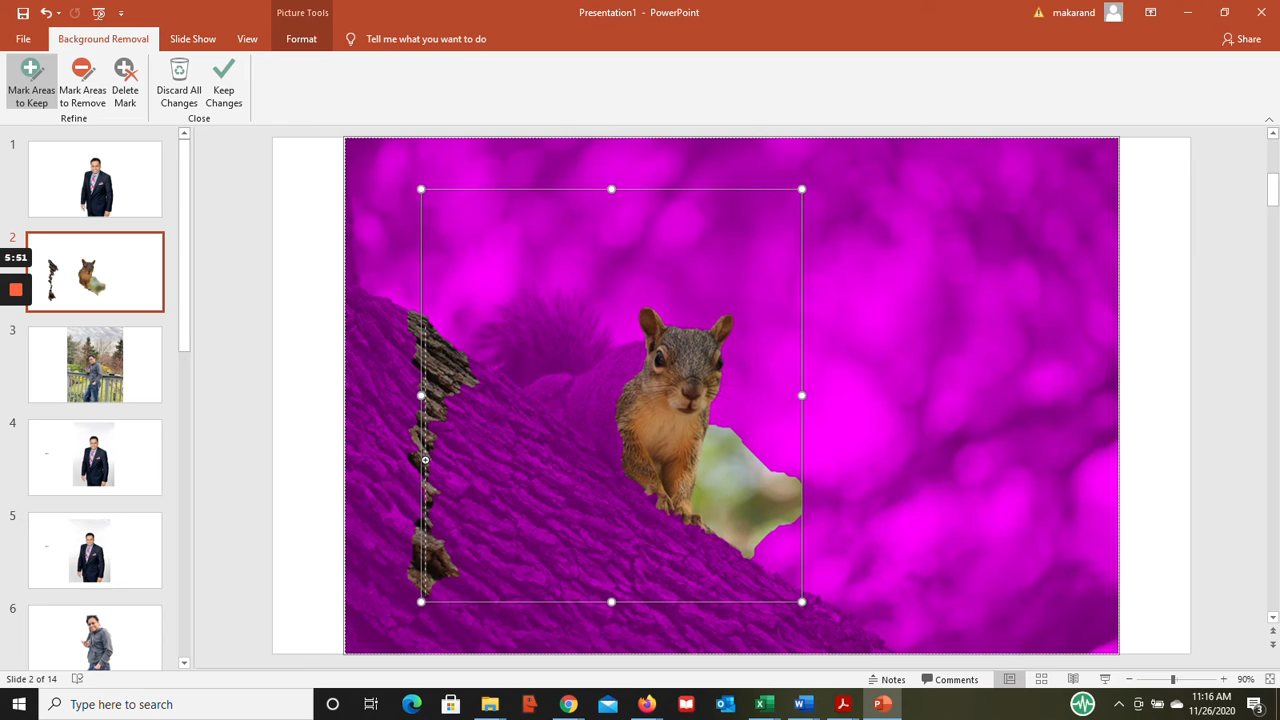 Picture Tools
Presentation1 - PowerPoint
makarand
File
Background Removal
Slide Show
View
Format
Tell me what you want to do
Share
Mark Areas to Keep
Mark Areas to Remove
Delete Mark
Discard All Changes
Keep Changes
Refine
Close
1
2
5:51
3
4
5
6
Slide 2 of 14
Notes
Comments
90%
Type here to search
11:16 AM
11/26/2020
3